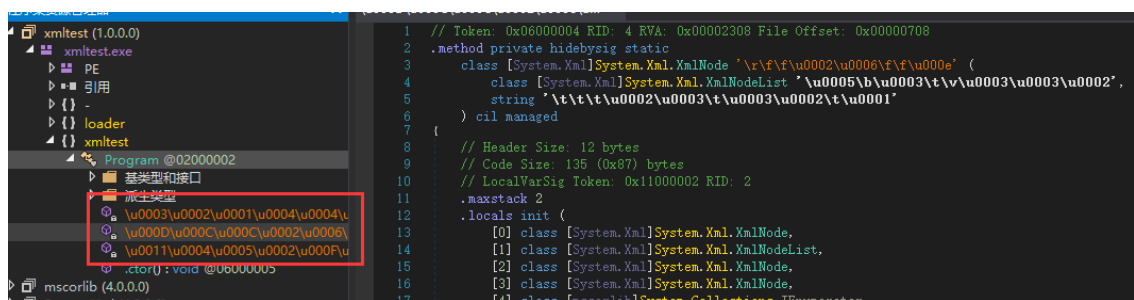 xmltest (1.0.0.0)
xmltest.exe
PE
引用
{} -
{} loader
{} xmltest
Program @02000002
基类型和接口
派生类型
\u0003\u0002\u0001\u0004\u0004\u
\u000D\u000C\u000C\u0002\u0006\
\u0011\u0004\u0005\u0002\u000F\u
.ctor() : void @06000005
mscorlib (4.0.0.0)
1 // Token: 0x06000004 RID: 4 RVA: 0x00002308 File Offset: 0x00000708
2 .method private hidebysig static
3 class [System.Xml]System.Xml.XmlNode '\r\f\f\u0002\u0006\f\f\u000e' (
4 class [System.Xml]System.Xml.XmlNodeList '\u0005\b\u0003\t\v\u0003\u0003\u0002',
5 string '\t\t\t\u0002\u0003\t\u0003\u0002\t\u0001'
6 ) cil managed
7 {
8 // Header Size: 12 bytes
9 // Code Size: 135 (0x87) bytes
10 // LocalVarSig Token: 0x11000002 RID: 2
11 .maxstack 2
12 .locals init (
13 [0] class [System.Xml]System.Xml.XmlNode,
14 [1] class [System.Xml]System.Xml.XmlNodeList,
15 [2] class [System.Xml]System.Xml.XmlNode,
16 [3] class [System.Xml]System.Xml.XmlNode,